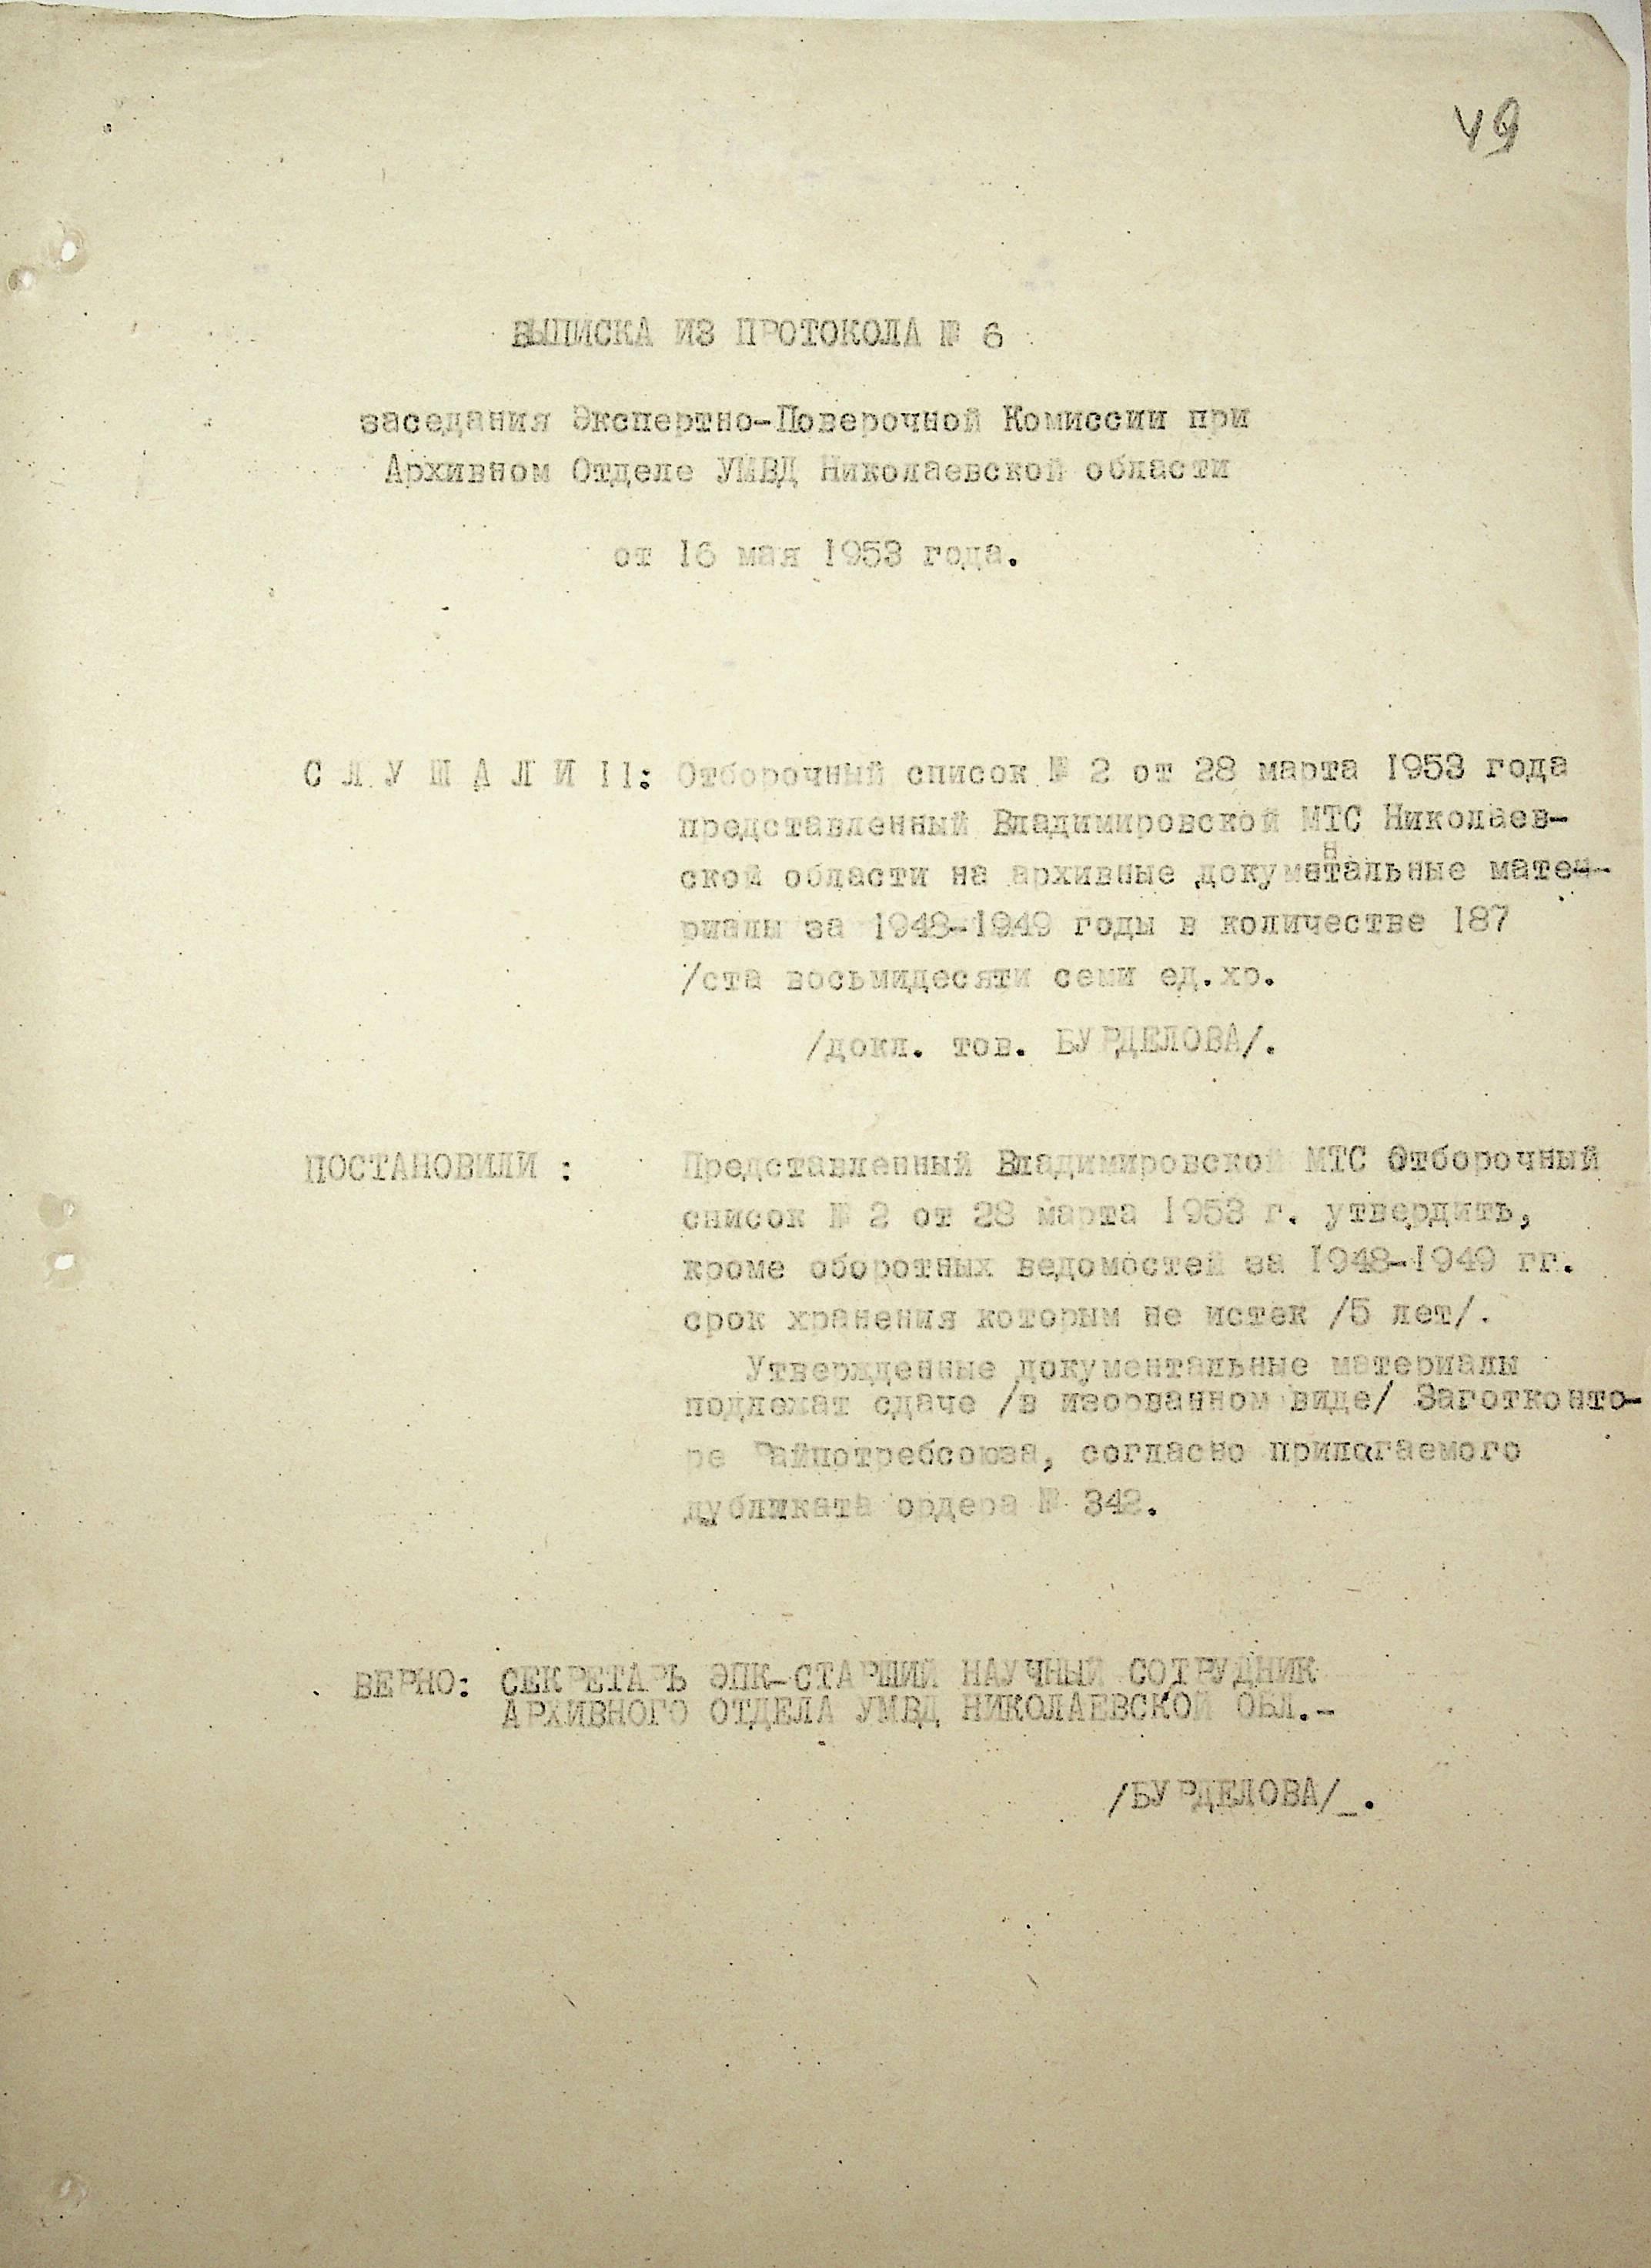 49
ВЫПИСКА ИЗ ПРОТОКОЛА № 6
заседания Экспертно-Поверочной Комиссии при
Архивном Отделе УМВД Николаевской области
от 16 мая 1953 года.
С Л У Ш А Л И 11: Отборочный список № 2 от 28 марта 1953 года
представленный Владимировской МТС Николаев-
ской области на архивные документальные мате-
риалы за 1948-1949 годы в количестве 187
/ста восьмидесяти семи ед.хр.
/докл. тов. БУРДЕЛОВА/.
ПОСТАНОВИЛИ : Представленный Владимировской МТС Отборочный
список № 2 от 28 марта 1953 г. утвердить,
кроме оборотных ведомостей за 1948-1949 гг.
срок хранения которым не истек /5 лет/.
Утвержденные документальные материалы
подлежат сдаче /в изорванном виде/ Заготконто-
ре Райпотребсоюза, согласно прилагаемого
дубликата ордера № 342.
ВЕРНО: СЕКРЕТАРЬ ЭПК-СТАРШИЙ НАУЧНЫЙ СОТРУДНИК
АРХИВНОГО ОТДЕЛА УМВД НИКОЛАЕВСКОЙ ОБЛ.-
/БУРДЕЛОВА/_.